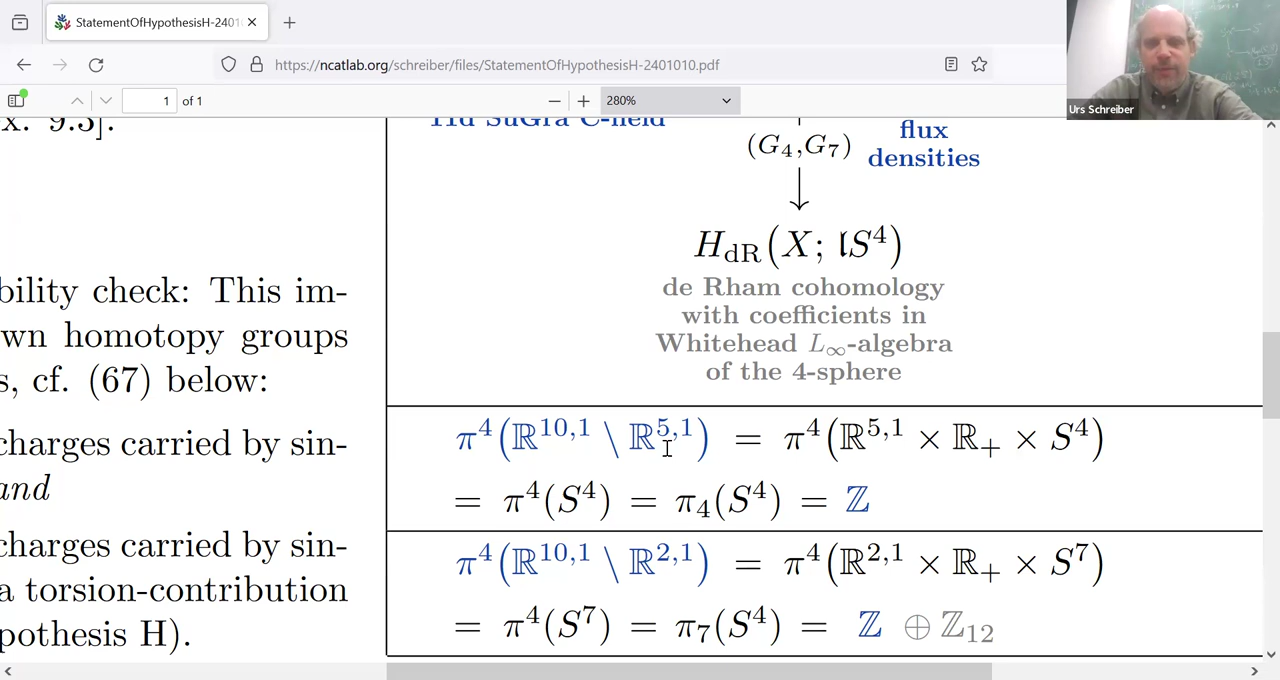 StatementOfHypothesisH-2401
https://ncatlab.org/schreiber/files/StatementOfHypothesisH-2401010.pdf
1 of 1
280%
Urs Schreiber
x. 9.3].
11d SuGra C-field
flux
densities
(G₄,G₇)
H_dR(X; 𝔩S⁴)
de Rham cohomology
with coefficients in
Whitehead L∞-algebra
of the 4-sphere
bility check: This im-
wn homotopy groups
s, cf. (67) below:
charges carried by sin-
and
π⁴(ℝ¹⁰,¹ \ ℝ⁵,¹) = π⁴(ℝ⁵,¹ × ℝ₊ × S⁴)
= π⁴(S⁴) = π₄(S⁴) = ℤ
charges carried by sin-
a torsion-contribution
pothesis H).
π⁴(ℝ¹⁰,¹ \ ℝ²,¹) = π⁴(ℝ²,¹ × ℝ₊ × S⁷)
= π⁴(S⁷) = π₇(S⁴) = ℤ ⊕ ℤ₁₂